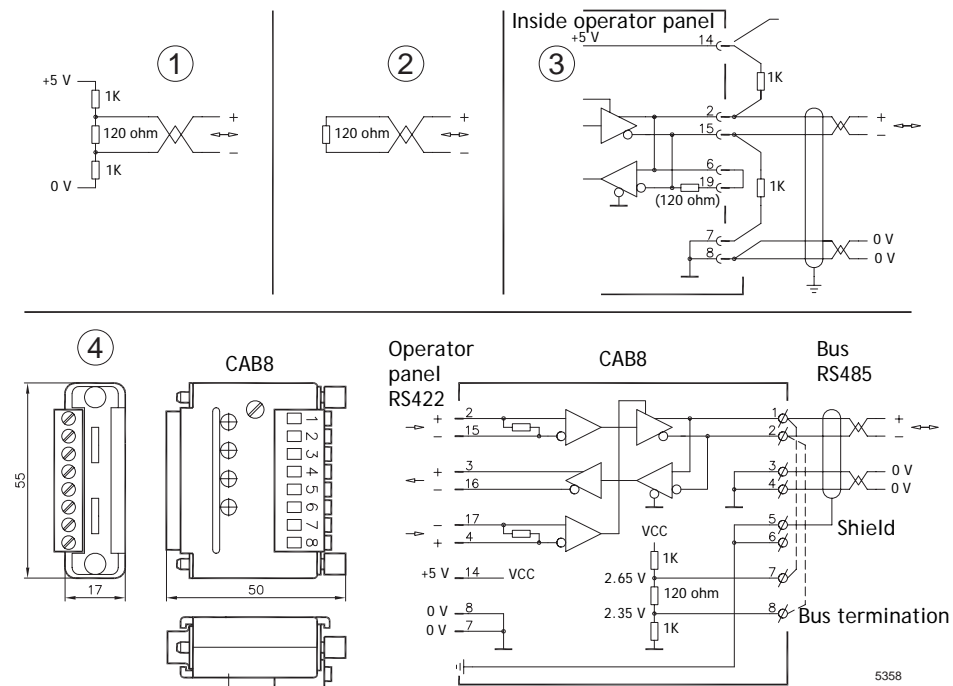 1
+5 V
1K
120 ohm
1K
0 V
+
−
2
120 ohm
+
−
3
Inside operator panel
+5 V
14
1K
2
15
6
19
(120 ohm)
1K
7
8
+
−
0 V
0 V
4
CAB8
55
17
50
1
2
3
4
5
6
7
8
Operator
panel
RS422
CAB8
Bus
RS485
+ 2
− 15
+ 3
− 16
− 17
+ 4
+5 V 14 VCC
0 V 8
0 V 7
VCC
1K
2.65 V
120 ohm
2.35 V
1K
1
2
3
4
5
6
7
8
+
−
0 V
0 V
Shield
Bus termination
5358